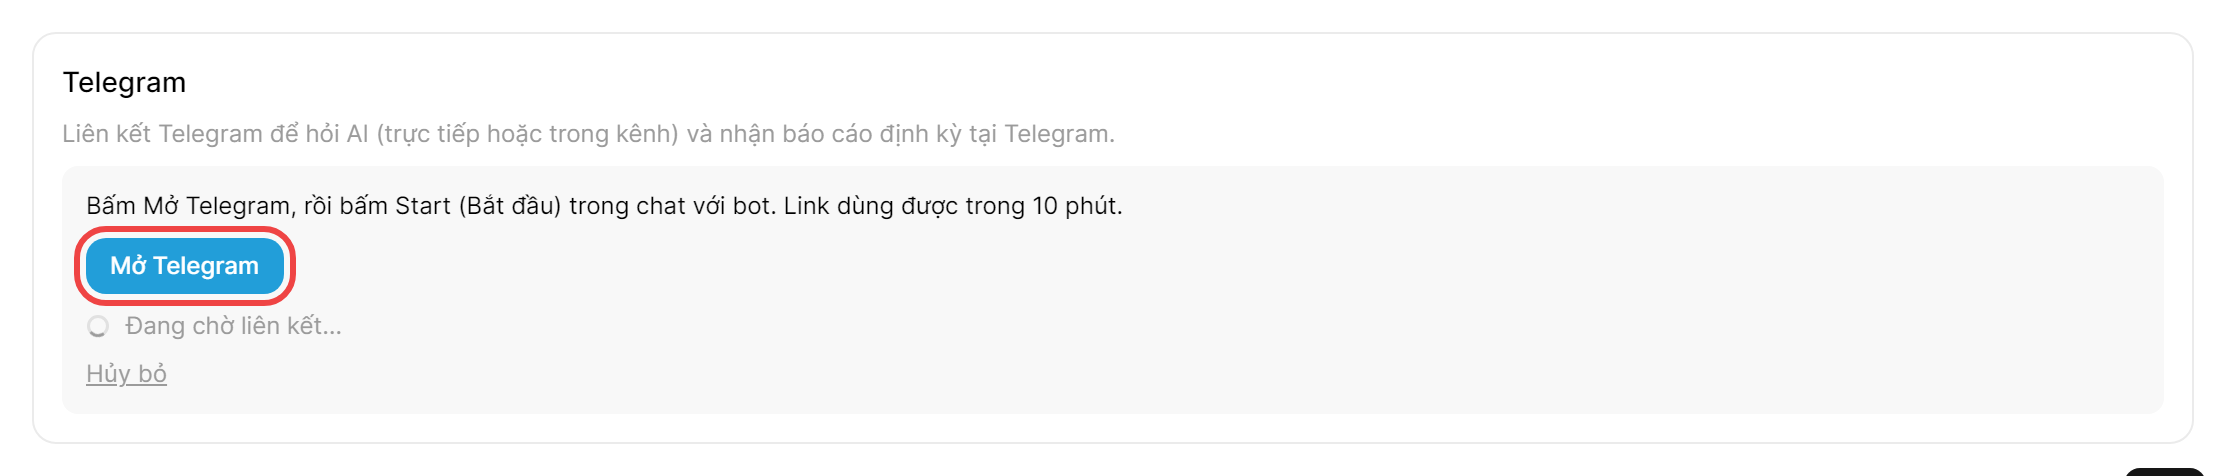 Telegram
Liên kết Telegram để hỏi AI (trực tiếp hoặc trong kênh) và nhận báo cáo định kỳ tại Telegram.
Bấm Mở Telegram, rồi bấm Start (Bắt đầu) trong chat với bot. Link dùng được trong 10 phút.
Mở Telegram
Đang chờ liên kết...
Hủy bỏ